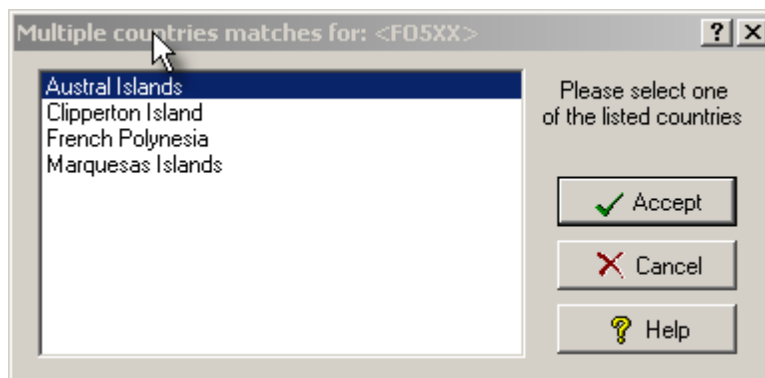 Multiple countries matches for: <FO5XX>
Austral Islands
Clipperton Island
French Polynesia
Marquesas Islands
Please select one
of the listed countries
Accept
Cancel
Help